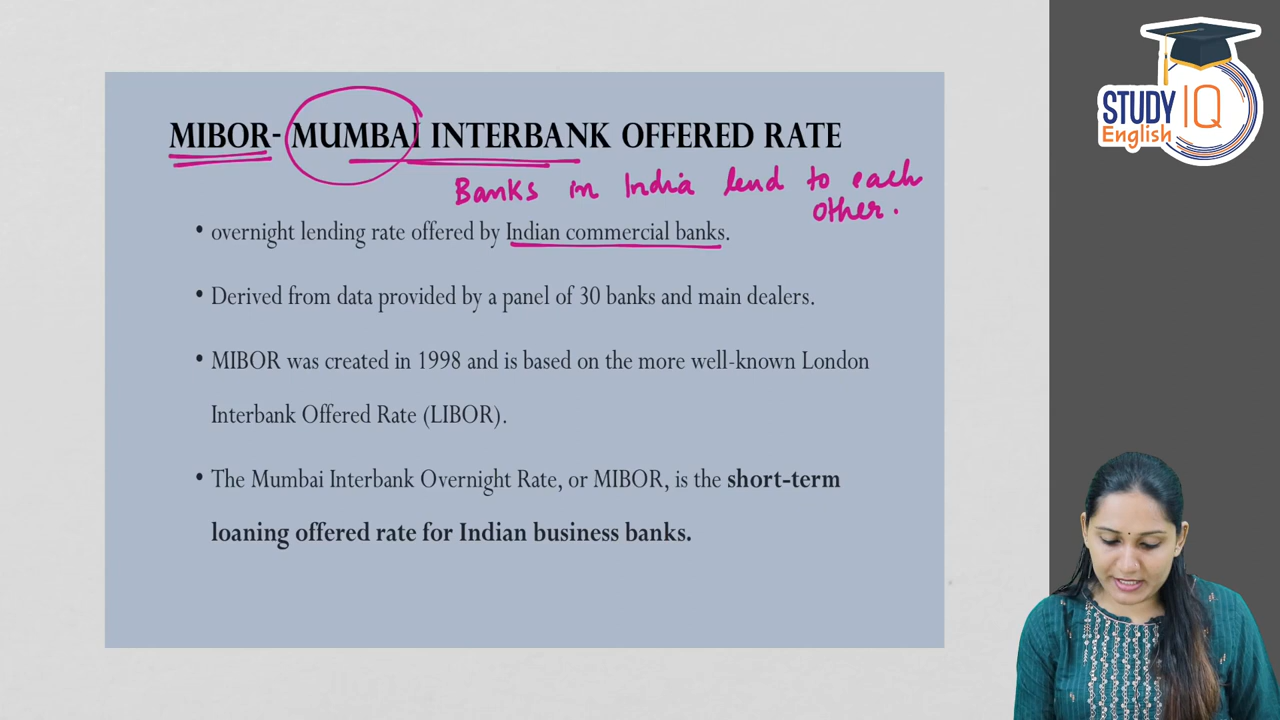 MIBOR- MUMBAI INTERBANK OFFERED RATE
Banks in India lend to each
other.
• overnight lending rate offered by Indian commercial banks.
• Derived from data provided by a panel of 30 banks and main dealers.
• MIBOR was created in 1998 and is based on the more well-known London
Interbank Offered Rate (LIBOR).
• The Mumbai Interbank Overnight Rate, or MIBOR, is the short-term
loaning offered rate for Indian business banks.
STUDY IQ
English